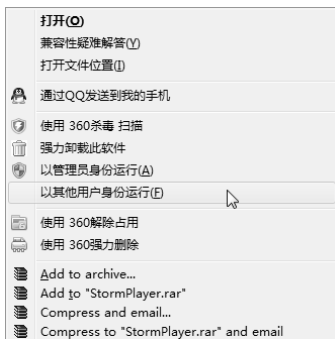 打开(O)
兼容性疑难解答(Y)
打开文件位置(I)
通过QQ发送到我的手机
使用 360杀毒 扫描
强力卸载此软件
以管理员身份运行(A)
以其他用户身份运行(F)
使用 360解除占用
使用 360强力删除
Add to archive...
Add to "StormPlayer.rar"
Compress and email...
Compress to "StormPlayer.rar" and email